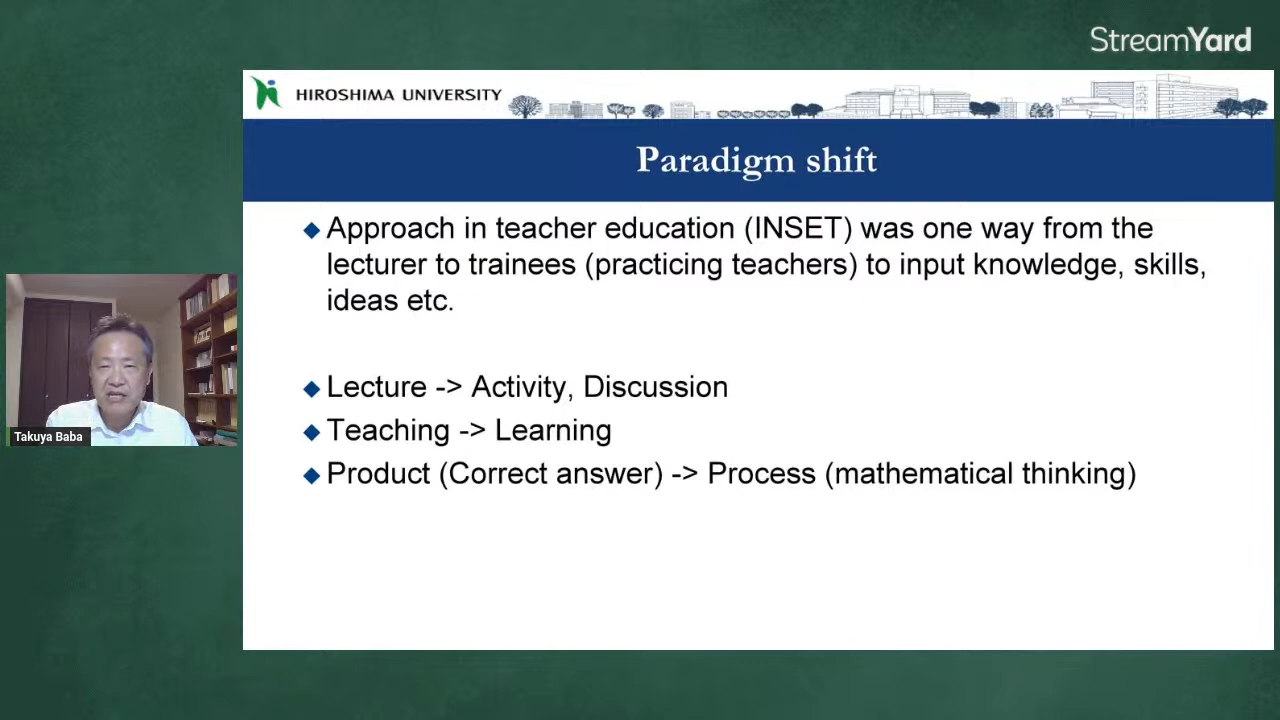 StreamYard
HIROSHIMA UNIVERSITY
Paradigm shift
Approach in teacher education (INSET) was one way from the
lecturer to trainees (practicing teachers) to input knowledge, skills,
ideas etc.
Lecture -> Activity, Discussion
Teaching -> Learning
Product (Correct answer) -> Process (mathematical thinking)
Takuya Baba